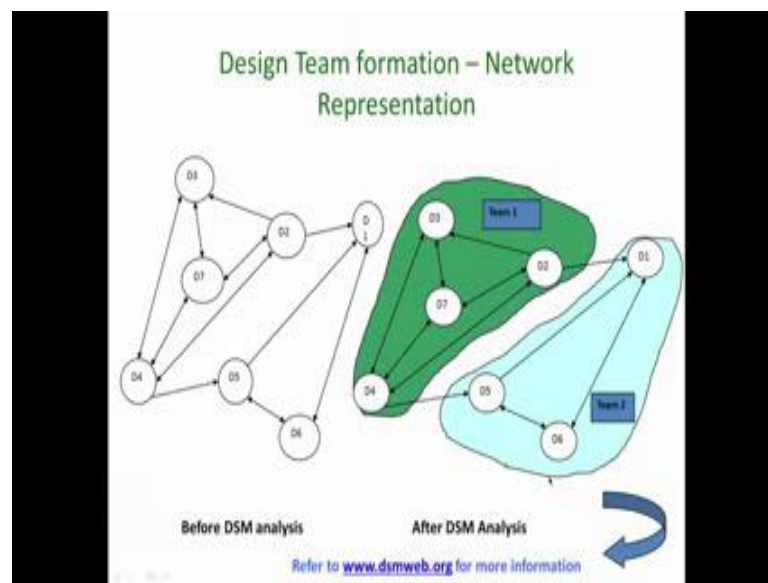 Design Team formation – Network
Representation
D3
D2
D
1
D7
D4
D5
D6
D3
Team 1
D2
D1
D7
D4
D5
Team 2
D6
Before DSM analysis
After DSM Analysis
Refer to www.dsmweb.org for more information